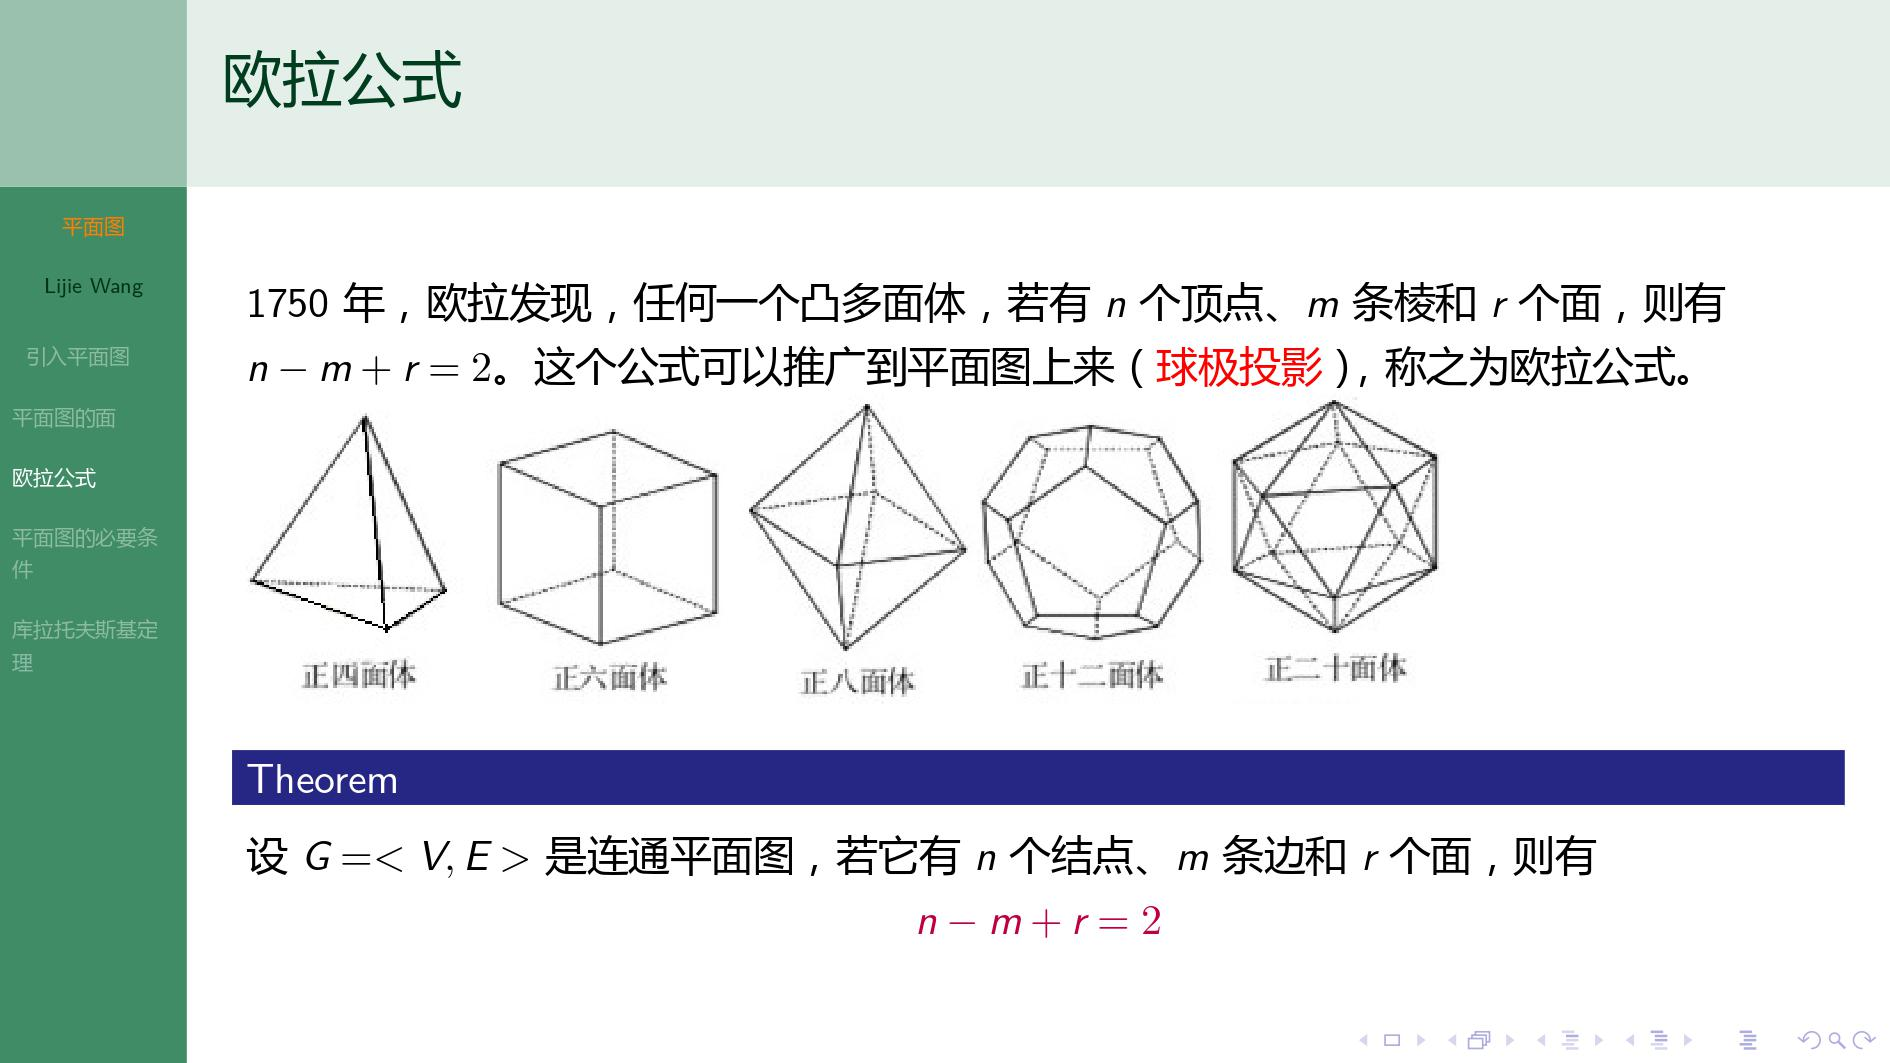 欧拉公式
平面图
Lijie Wang
引入平面图
平面图的面
欧拉公式
平面图的必要条
件
库拉托夫斯基定
理
1750 年，欧拉发现，任何一个凸多面体，若有 n 个顶点、m 条棱和 r 个面，则有
n − m + r = 2。这个公式可以推广到平面图上来（球极投影），称之为欧拉公式。
正四面体 正六面体 正八面体 正十二面体 正二十面体
Theorem
设 G =< V, E > 是连通平面图，若它有 n 个结点、m 条边和 r 个面，则有
n − m + r = 2